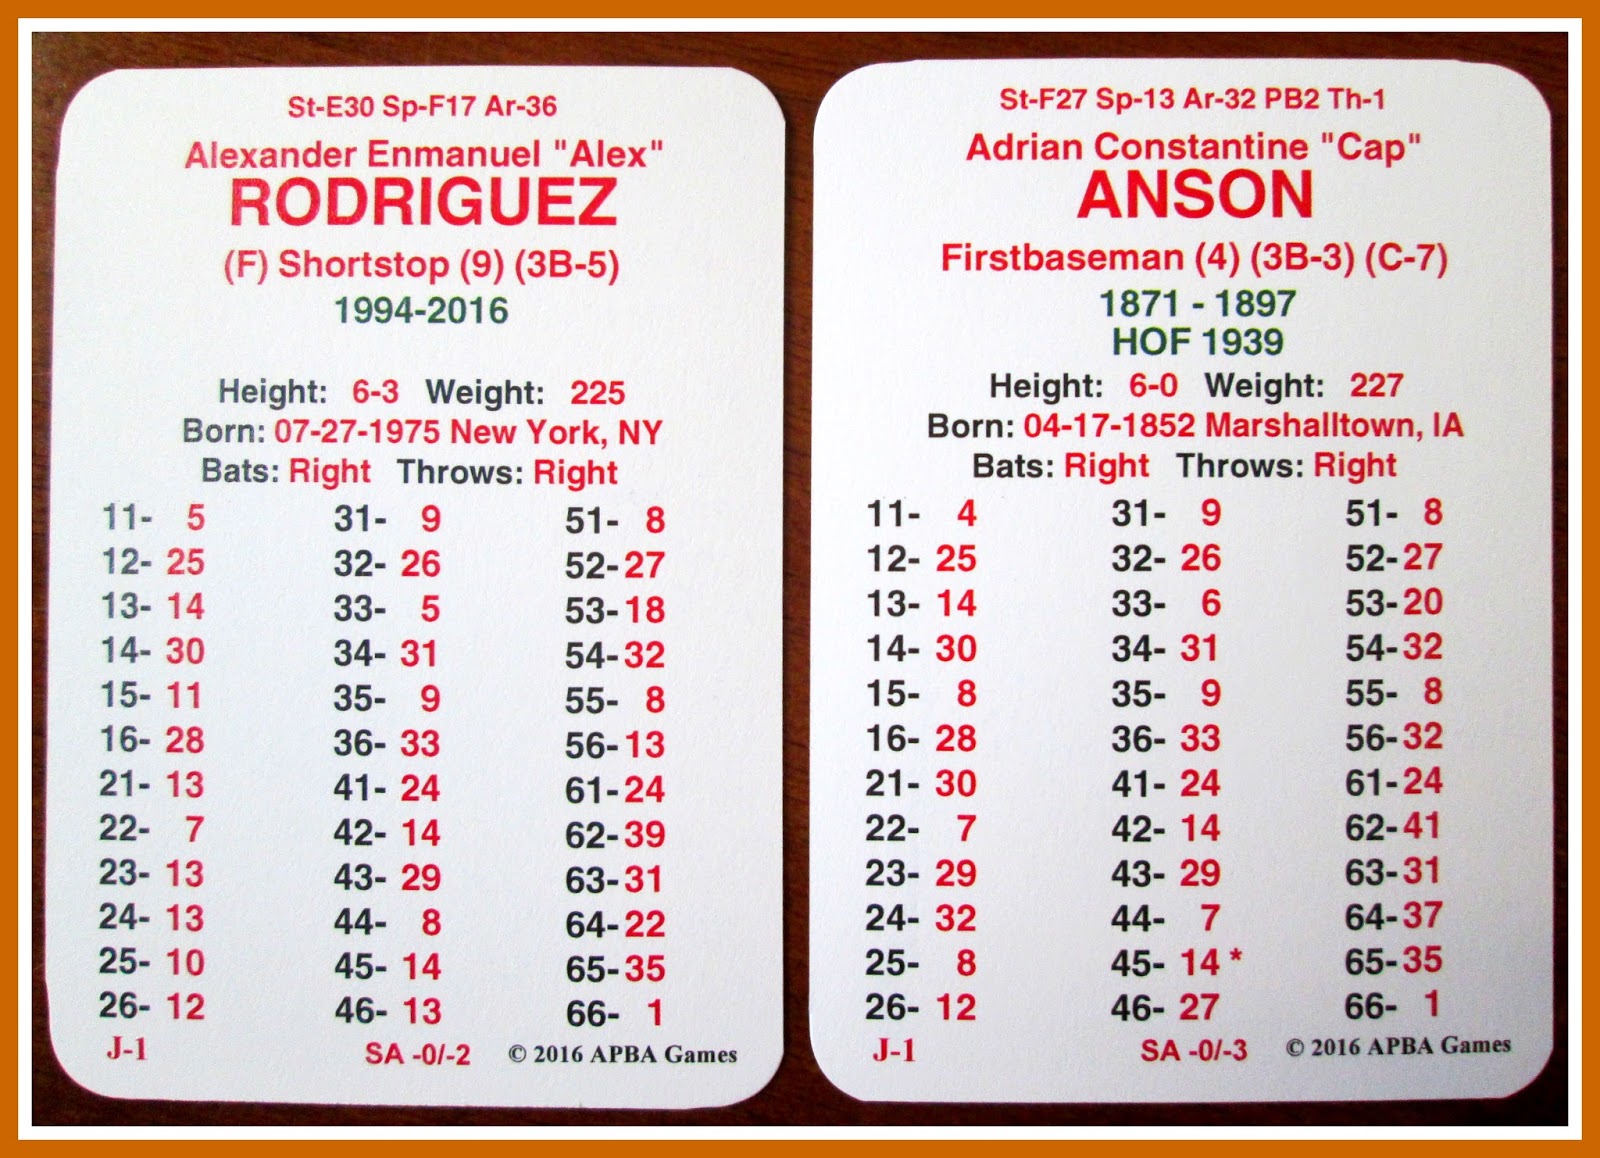 St-E30 Sp-F17 Ar-36
Alexander Enmanuel "Alex"
RODRIGUEZ
(F) Shortstop (9) (3B-5)
1994-2016
Height: 6-3 Weight: 225
Born: 07-27-1975 New York, NY
Bats: Right Throws: Right
11- 5 31- 9 51- 8
12- 25 32- 26 52-27
13- 14 33- 5 53-18
14- 30 34- 31 54-32
15- 11 35- 9 55- 8
16- 28 36- 33 56-13
21- 13 41- 24 61-24
22- 7 42- 14 62-39
23- 13 43- 29 63-31
24- 13 44- 8 64-22
25- 10 45- 14 65-35
26- 12 46- 13 66- 1
J-1 SA -0/-2 © 2016 APBA Games
St-F27 Sp-13 Ar-32 PB2 Th-1
Adrian Constantine "Cap"
ANSON
Firstbaseman (4) (3B-3) (C-7)
1871 - 1897
HOF 1939
Height: 6-0 Weight: 227
Born: 04-17-1852 Marshalltown, IA
Bats: Right Throws: Right
11- 4 31- 9 51- 8
12- 25 32- 26 52-27
13- 14 33- 6 53-20
14- 30 34- 31 54-32
15- 8 35- 9 55- 8
16- 28 36- 33 56-32
21- 30 41- 24 61-24
22- 7 42- 14 62-41
23- 29 43- 29 63-31
24- 32 44- 7 64-37
25- 8 45- 14 * 65-35
26- 12 46- 27 66- 1
J-1 SA -0/-3 © 2016 APBA Games